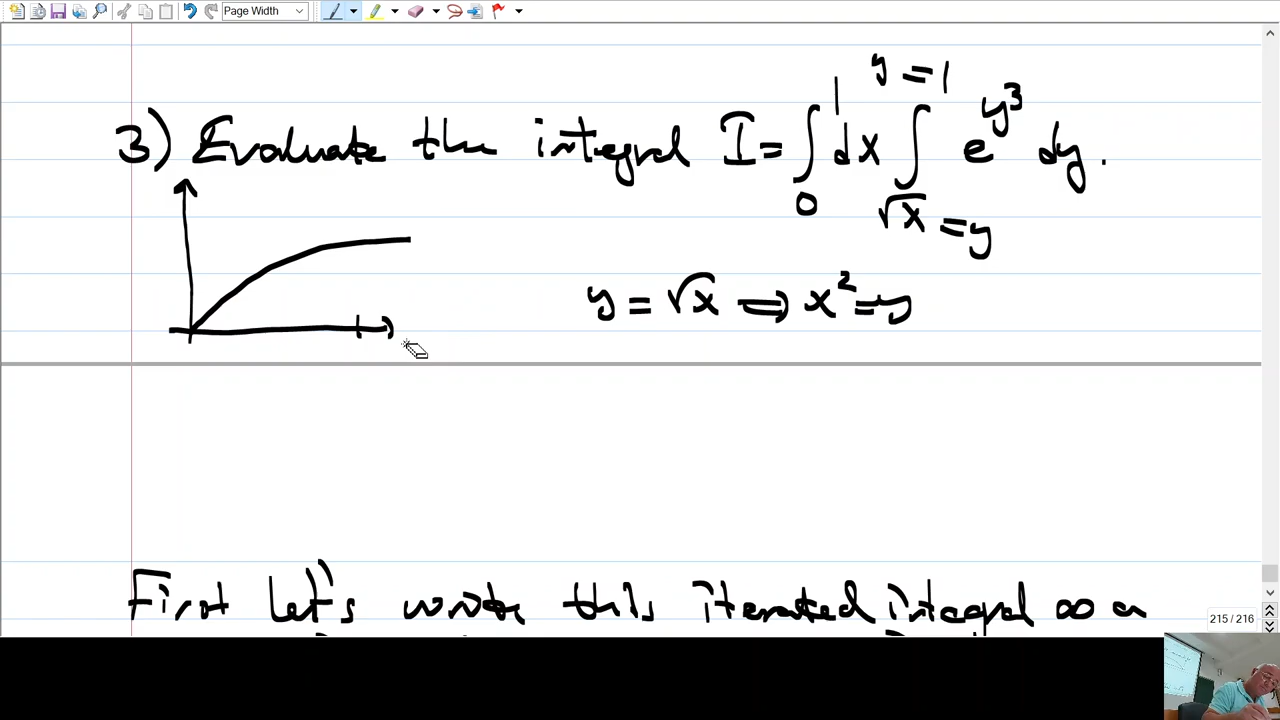 Page Width
y = 1
3) Evaluate the integral I = ∫₀¹ dx ∫ e^{y^3} dy.
√x = y
y = √x ⟹ x² = y
First let's write this iterated integral as a
215 / 216